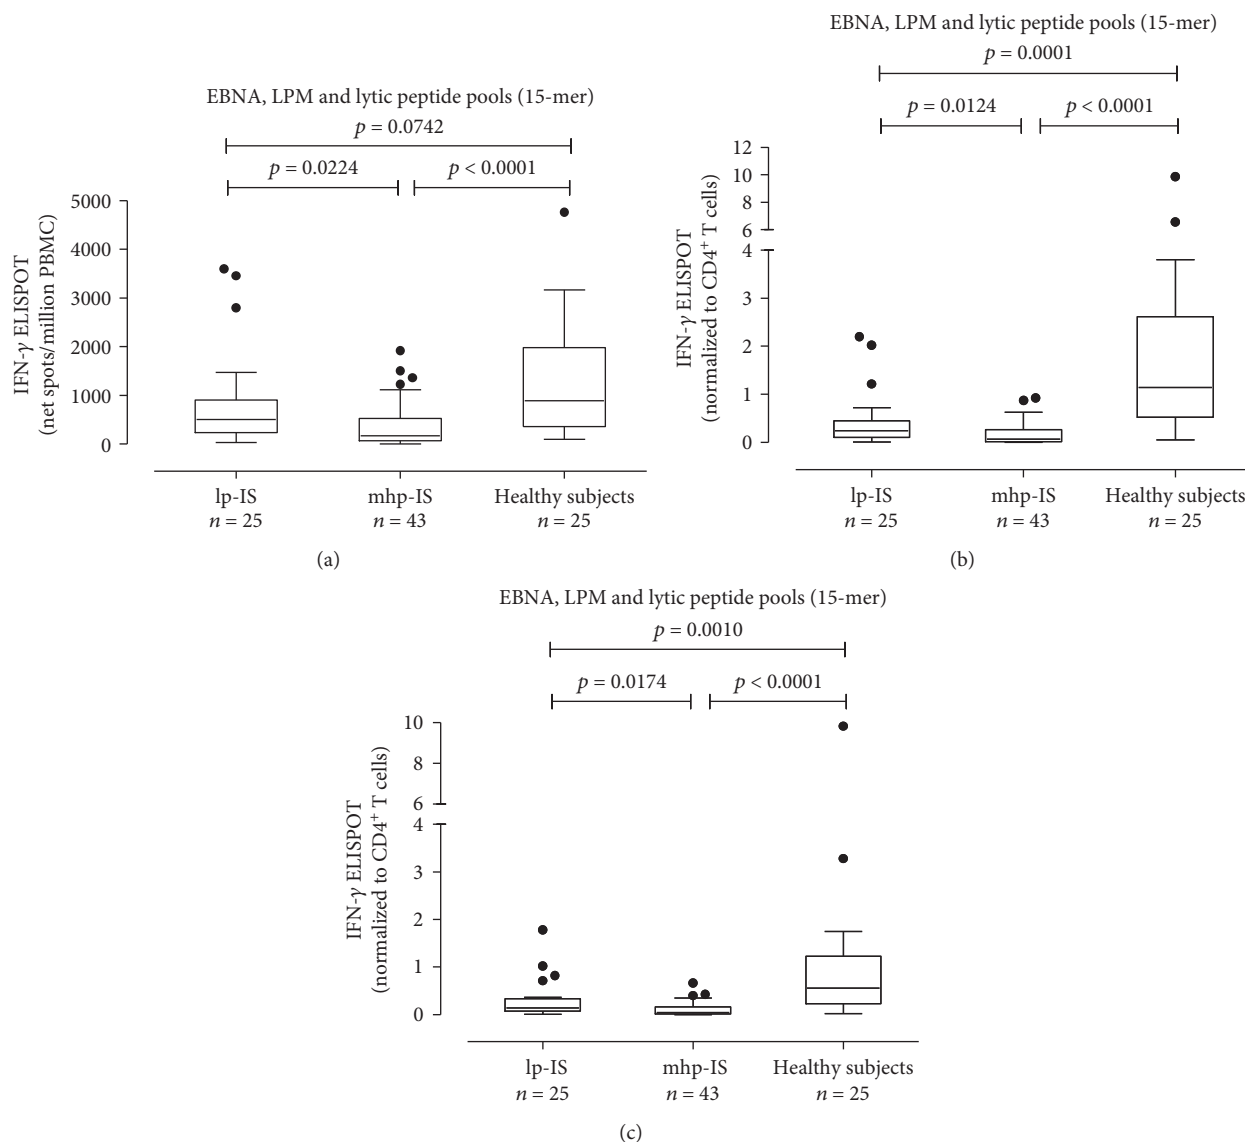 EBNA, LPM and lytic peptide pools (15-mer)
p = 0.0742
p = 0.0224
p < 0.0001
IFN-γ ELISPOT
(net spots/million PBMC)
5000
4000
3000
2000
1000
0
lp-IS
n = 25
mhp-IS
n = 43
Healthy subjects
n = 25
(a)
EBNA, LPM and lytic peptide pools (15-mer)
p = 0.0001
p = 0.0124
p < 0.0001
IFN-γ ELISPOT
(normalized to CD4⁺ T cells)
12
10
8
6
4
3
2
1
0
lp-IS
n = 25
mhp-IS
n = 43
Healthy subjects
n = 25
(b)
EBNA, LPM and lytic peptide pools (15-mer)
p = 0.0010
p = 0.0174
p < 0.0001
IFN-γ ELISPOT
(normalized to CD4⁺ T cells)
10
8
6
4
3
2
1
0
lp-IS
n = 25
mhp-IS
n = 43
Healthy subjects
n = 25
(c)